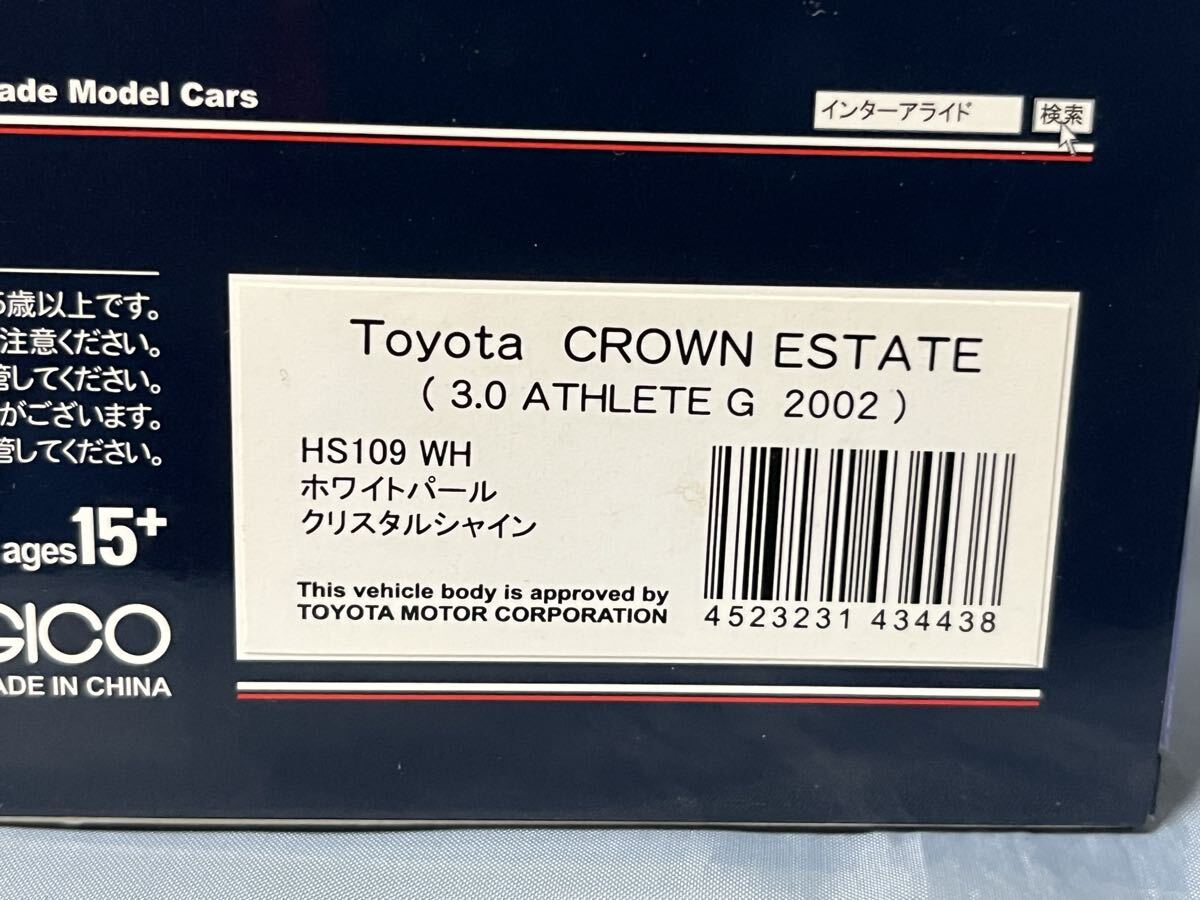 ade Model Cars
インターアライド 検索
5歳以上です。
注意ください。
管してください。
がございます。
管してください。
ages15+
GICO
ADE IN CHINA
Toyota CROWN ESTATE
( 3.0 ATHLETE G 2002 )
HS109 WH
ホワイトパール
クリスタルシャイン
This vehicle body is approved by
TOYOTA MOTOR CORPORATION
4523231 434438